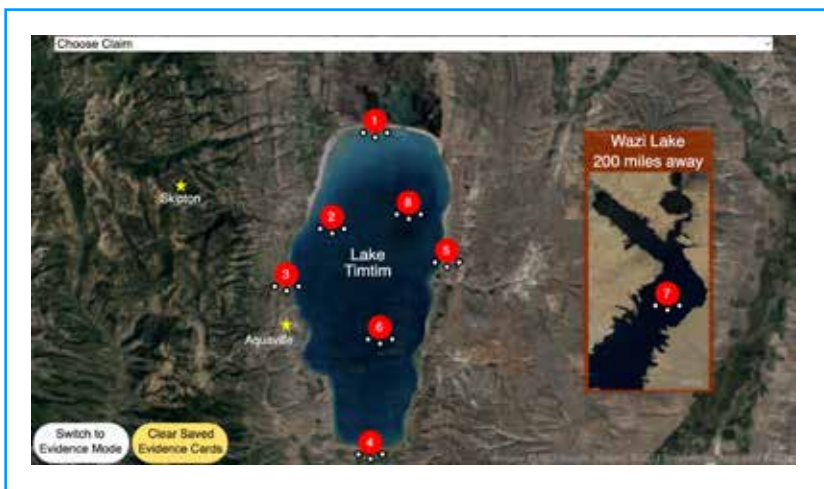 Choose Claim
1
Wazi Lake
200 miles away
Skipton
2
8
Lake
Timtim
5
3
7
6
Aquaville
Switch to
Evidence Mode
Clear Saved
Evidence Cards
4